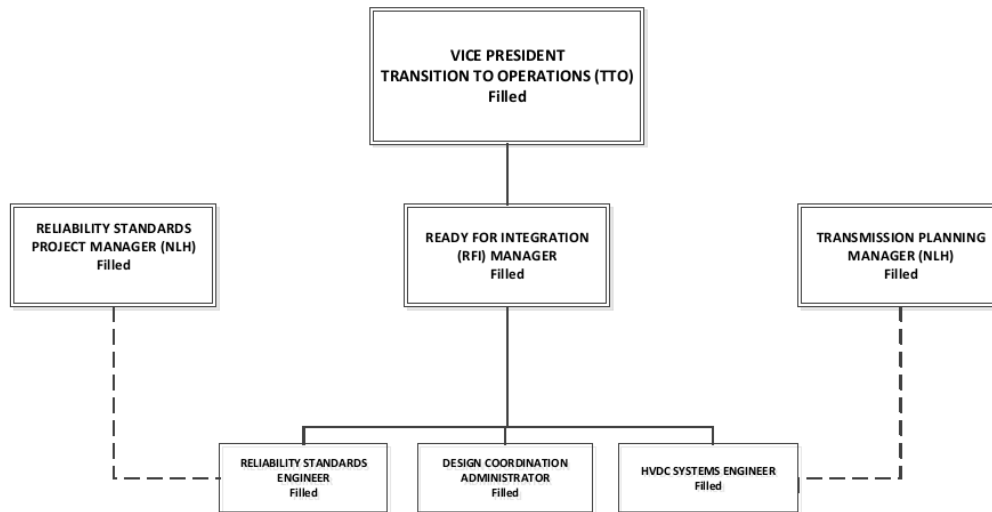 VICE PRESIDENT
TRANSITION TO OPERATIONS (TTO)
Filled
RELIABILITY STANDARDS
PROJECT MANAGER (NLH)
Filled
READY FOR INTEGRATION
(RFI) MANAGER
Filled
TRANSMISSION PLANNING
MANAGER (NLH)
Filled
RELIABILITY STANDARDS
ENGINEER
Filled
DESIGN COORDINATION
ADMINISTRATOR
Filled
HVDC SYSTEMS ENGINEER
Filled